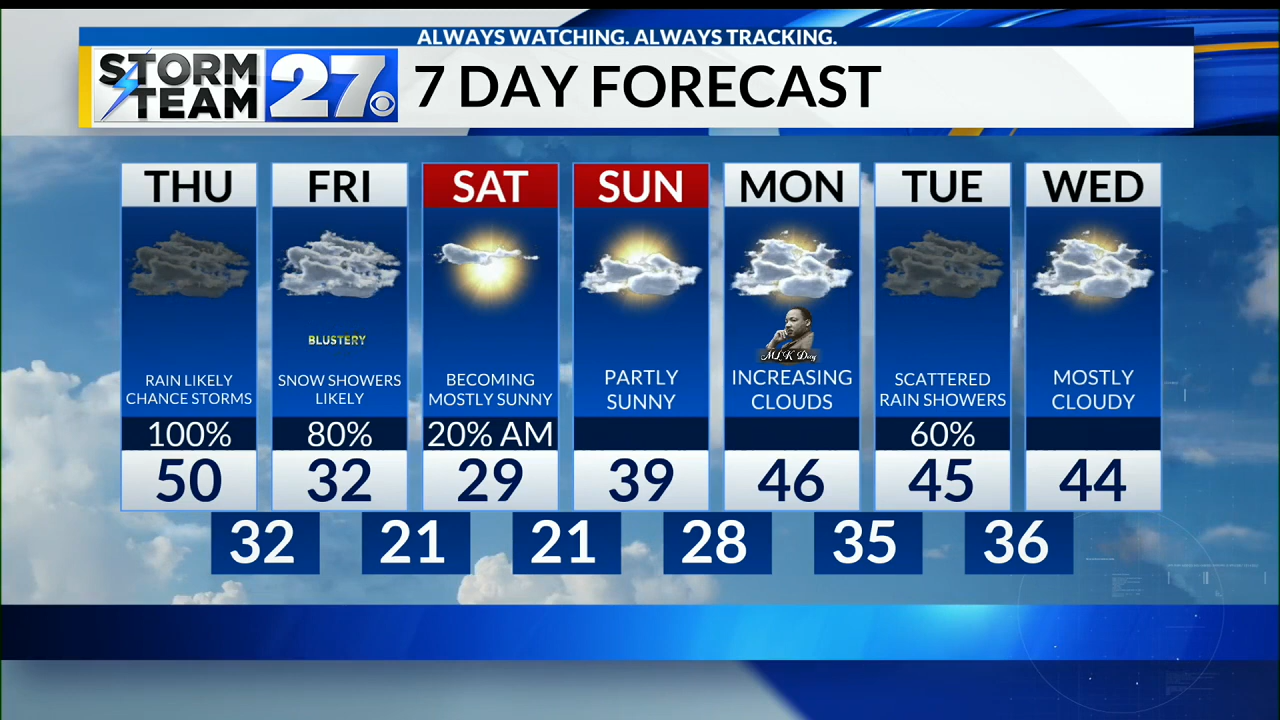 ALWAYS WATCHING. ALWAYS TRACKING.
STORM
TEAM
27
7 DAY FORECAST
THU FRI SAT SUN MON TUE WED
BLUSTERY
MLK Day
RAIN LIKELY
CHANCE STORMS
SNOW SHOWERS
LIKELY
BECOMING
MOSTLY SUNNY
PARTLY
SUNNY
INCREASING
CLOUDS
SCATTERED
RAIN SHOWERS
MOSTLY
CLOUDY
100% 80% 20% AM 60%
50 32 29 39 46 45 44
32 21 21 28 35 36